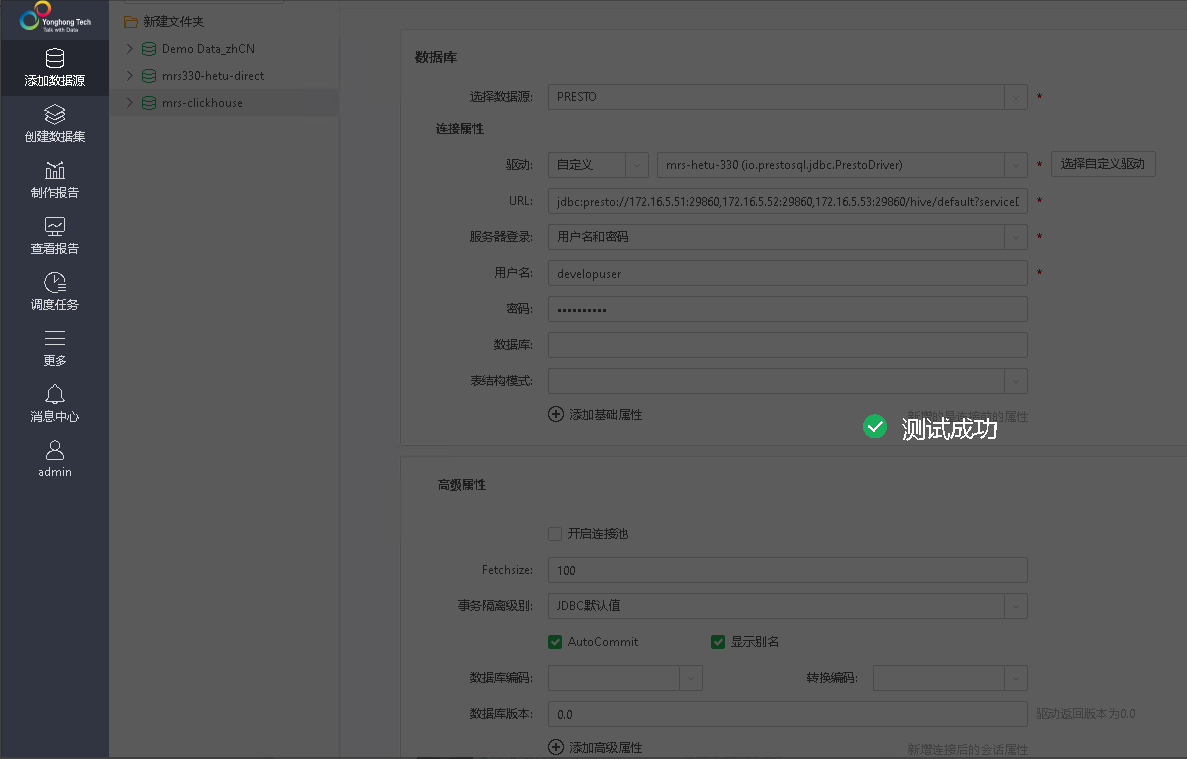 Yonghong Tech
Talk with Data
添加数据源
创建数据集
制作报告
查看报告
调度任务
更多
消息中心
admin
新建文件夹
Demo Data_zhCN
mrs330-hetu-direct
mrs-clickhouse
数据库
选择数据源: PRESTO *
连接属性
驱动: 自定义 mrs-hetu-330 (io.prestosql.jdbc.PrestoDriver) * 选择自定义驱动
URL: jdbc:presto://172.16.5.51:29860,172.16.5.52:29860,172.16.5.53:29860/hive/default?serviceD *
服务器登录: 用户名和密码 *
用户名: developuser *
密码: ••••••••••
数据库:
表结构模式:
添加基础属性 新增的是连接前的属性
测试成功
高级属性
开启连接池
Fetchsize: 100
事务隔离级别: JDBC默认值
AutoCommit 显示别名
数据库编码: 转换编码:
数据库版本: 0.0 驱动返回版本为0.0
添加高级属性 新增连接后的会话属性